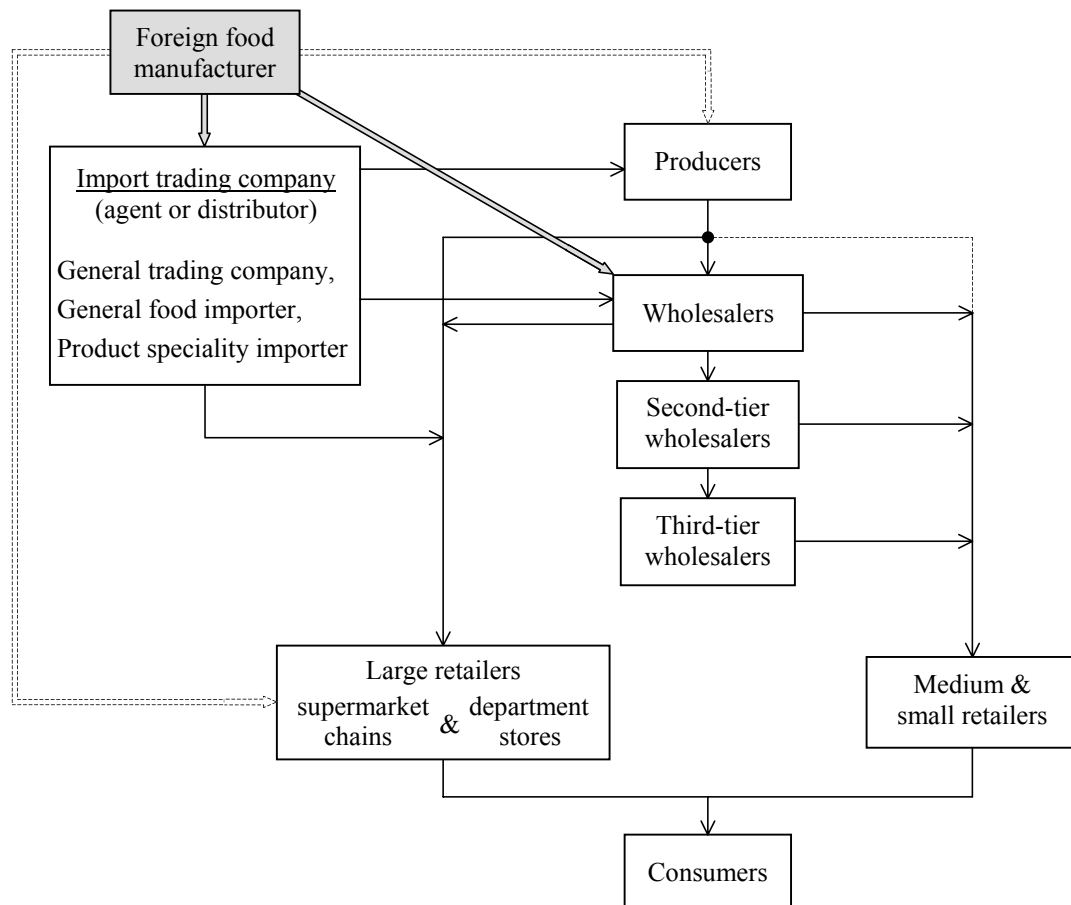 Foreign food
manufacturer
Producers
Import trading company
(agent or distributor)
General trading company,
General food importer,
Product speciality importer
Wholesalers
Second-tier
wholesalers
Third-tier
wholesalers
Large retailers
supermarket
chains
&
department
stores
Medium &
small retailers
Consumers